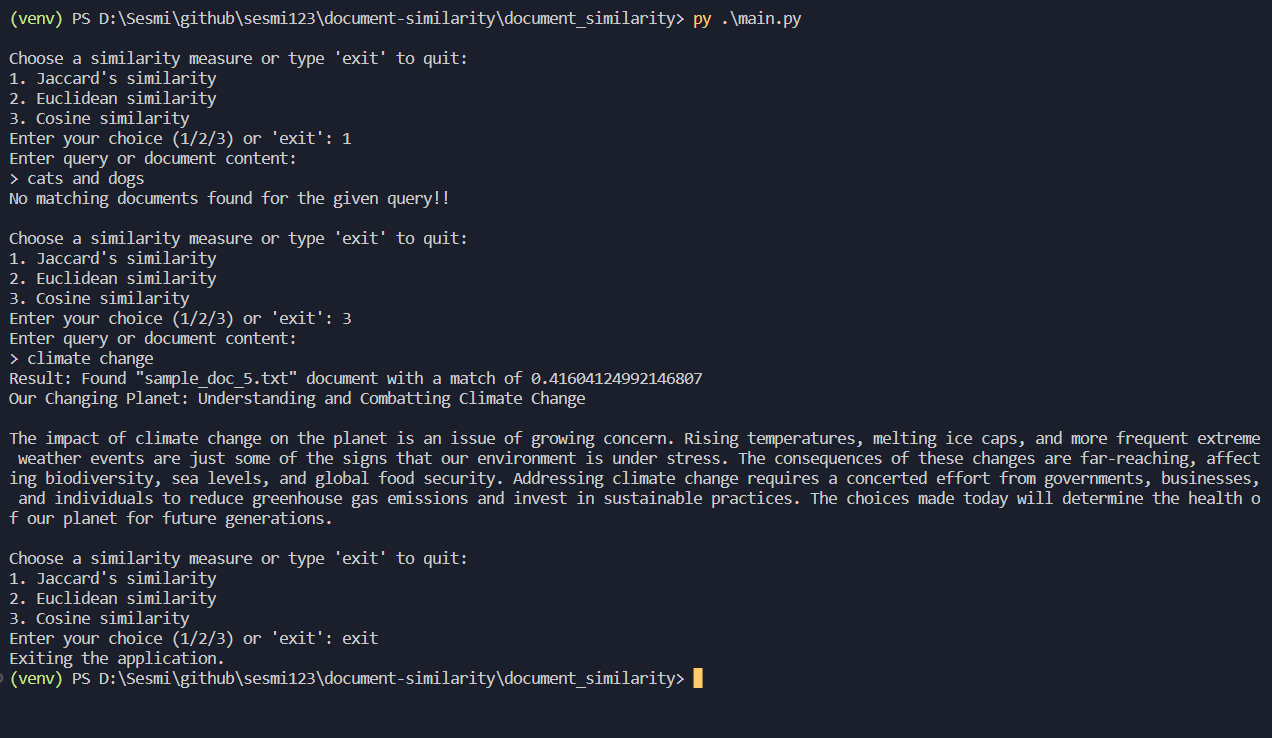 (venv) PS D:\Sesmi\github\sesmi123\document-similarity\document_similarity> py .\main.py
Choose a similarity measure or type 'exit' to quit:
1. Jaccard's similarity
2. Euclidean similarity
3. Cosine similarity
Enter your choice (1/2/3) or 'exit': 1
Enter query or document content:
> cats and dogs
No matching documents found for the given query!!
Choose a similarity measure or type 'exit' to quit:
1. Jaccard's similarity
2. Euclidean similarity
3. Cosine similarity
Enter your choice (1/2/3) or 'exit': 3
Enter query or document content:
> climate change
Result: Found "sample_doc_5.txt" document with a match of 0.41604124992146807
Our Changing Planet: Understanding and Combatting Climate Change
The impact of climate change on the planet is an issue of growing concern. Rising temperatures, melting ice caps, and more frequent extreme
 weather events are just some of the signs that our environment is under stress. The consequences of these changes are far-reaching, affect
ing biodiversity, sea levels, and global food security. Addressing climate change requires a concerted effort from governments, businesses,
 and individuals to reduce greenhouse gas emissions and invest in sustainable practices. The choices made today will determine the health o
f our planet for future generations.
Choose a similarity measure or type 'exit' to quit:
1. Jaccard's similarity
2. Euclidean similarity
3. Cosine similarity
Enter your choice (1/2/3) or 'exit': exit
Exiting the application.
(venv) PS D:\Sesmi\github\sesmi123\document-similarity\document_similarity>